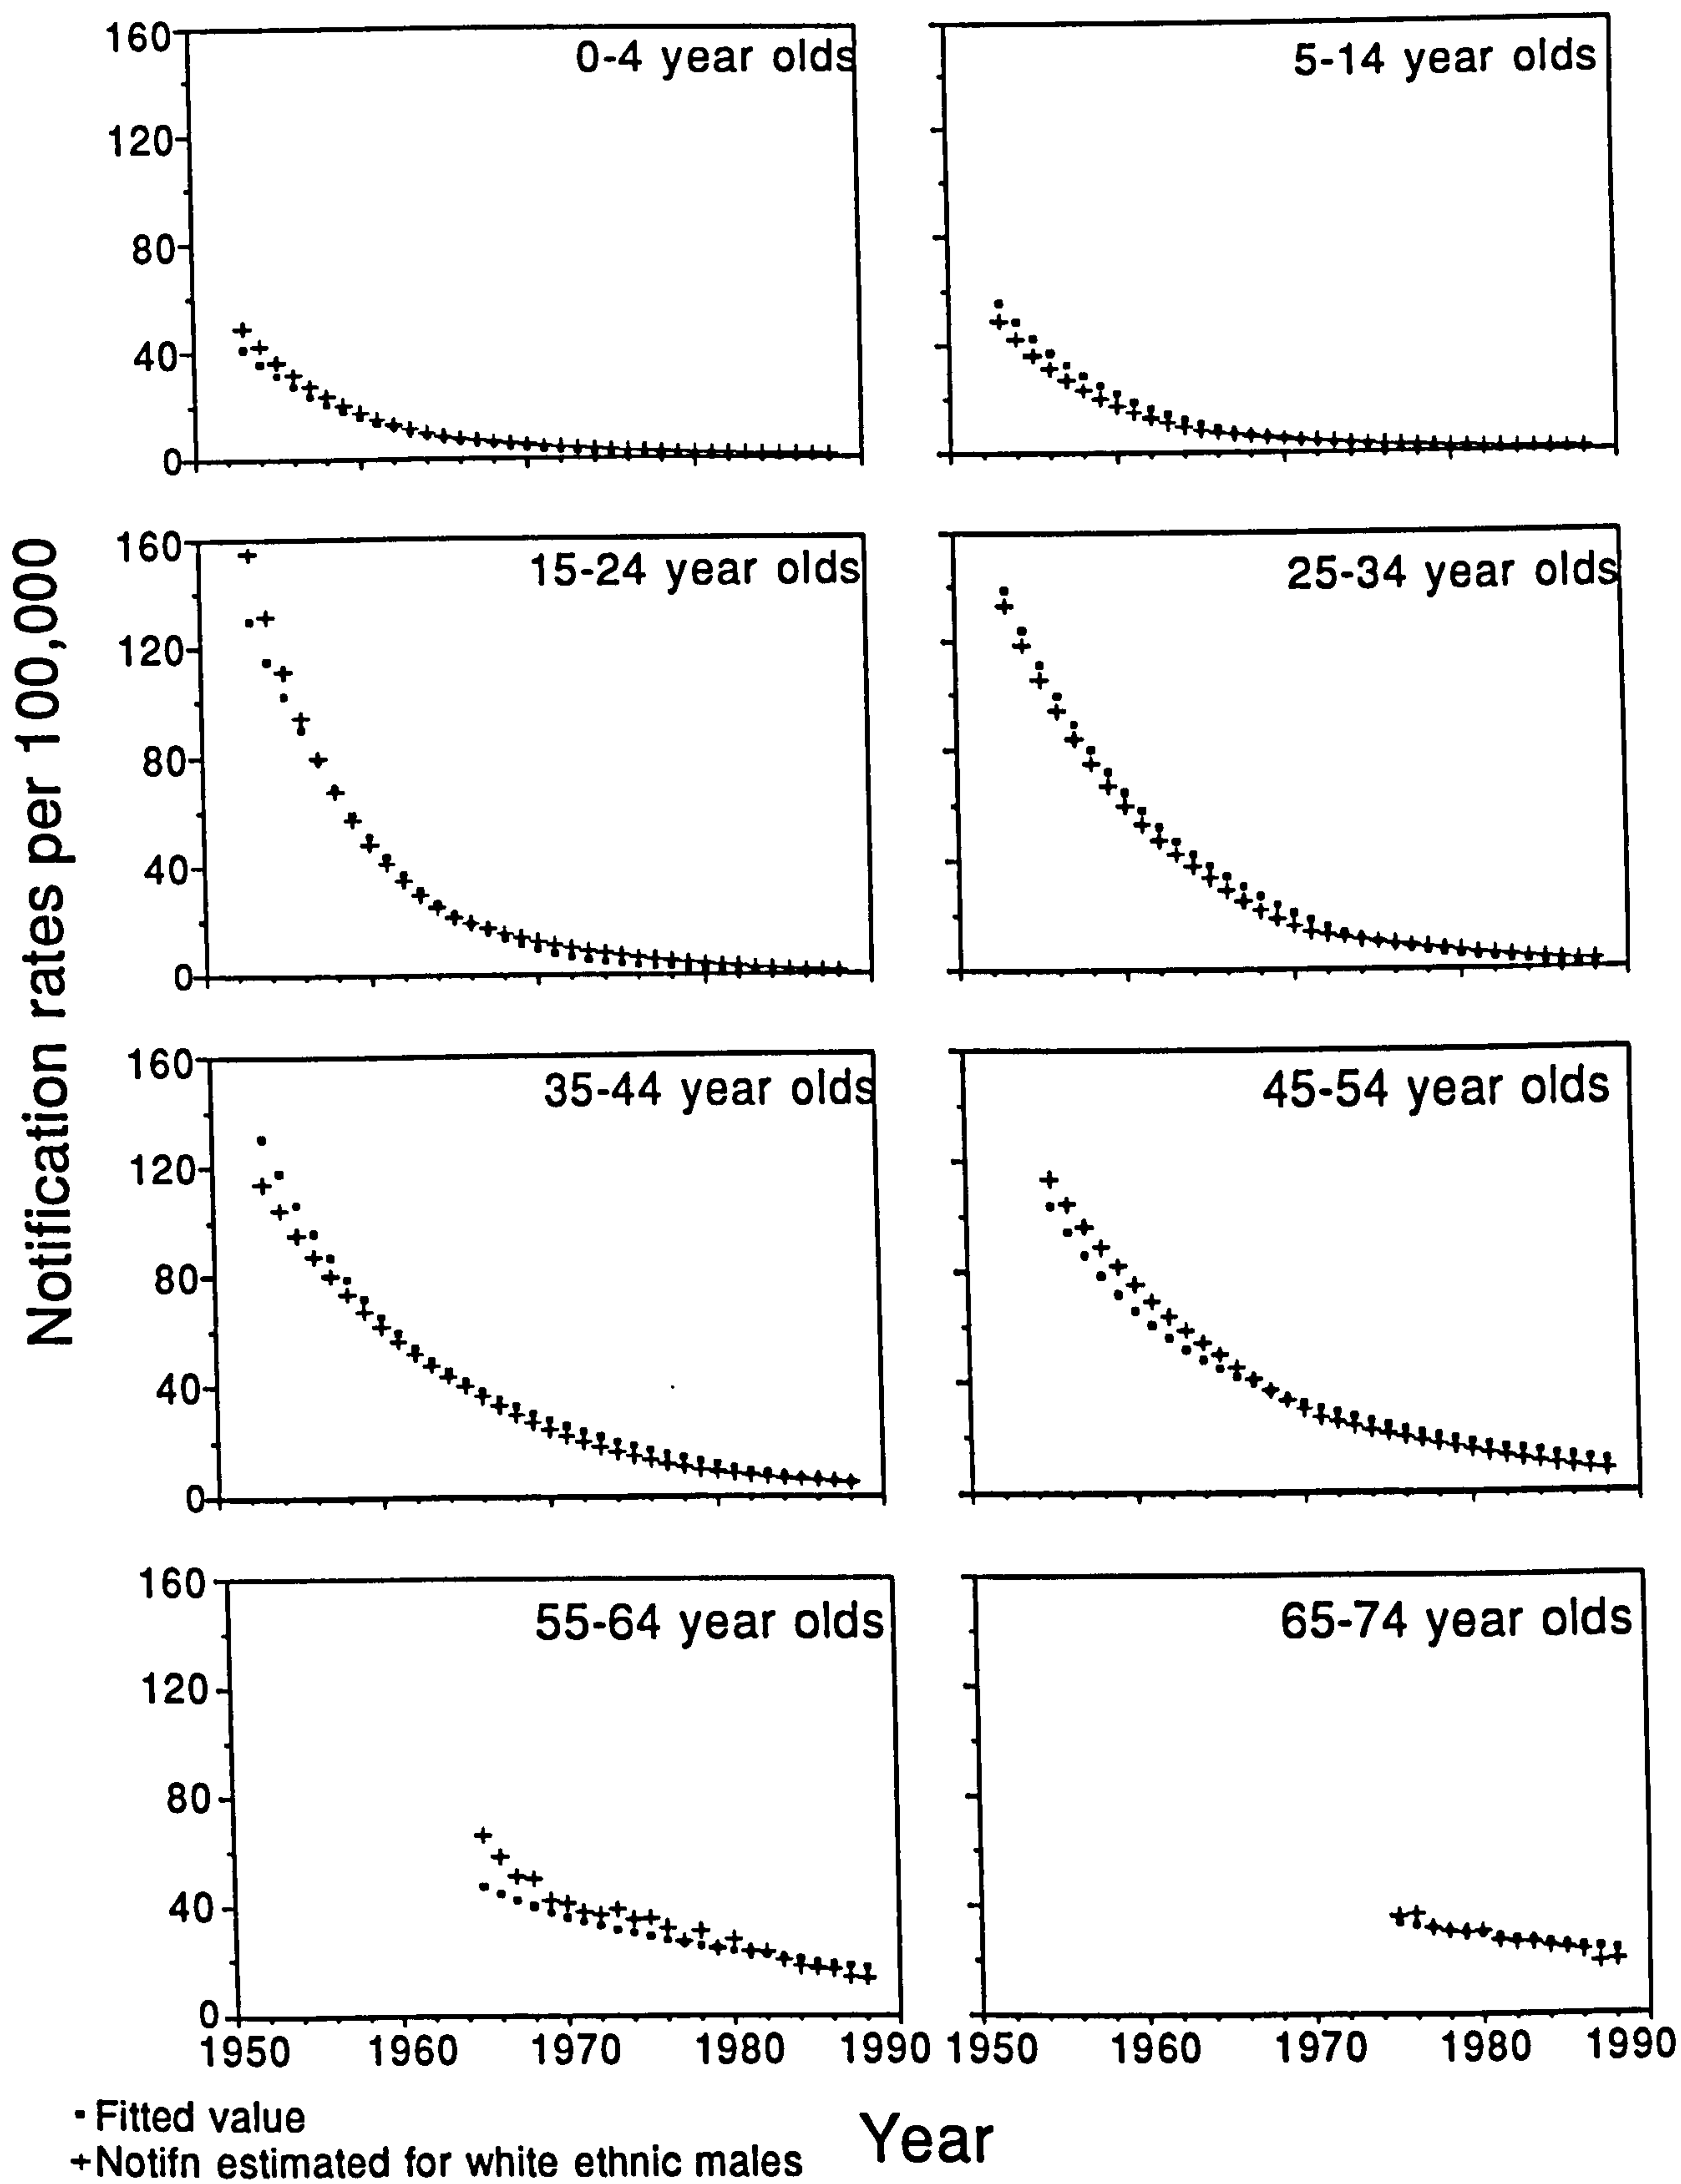 Notification rates per 100,000
160 120 80 40 0
0-4 year olds
5-14 year olds
160 120 80 40 0
15-24 year olds
25-34 year olds
160 120 80 40 0
35-44 year olds
45-54 year olds
160 120 80 40 0
55-64 year olds
65-74 year olds
1950 1960 1970 1980 1990 1950 1960 1970 1980 1990
Fitted value
+Notifn estimated for white ethnic males
Year